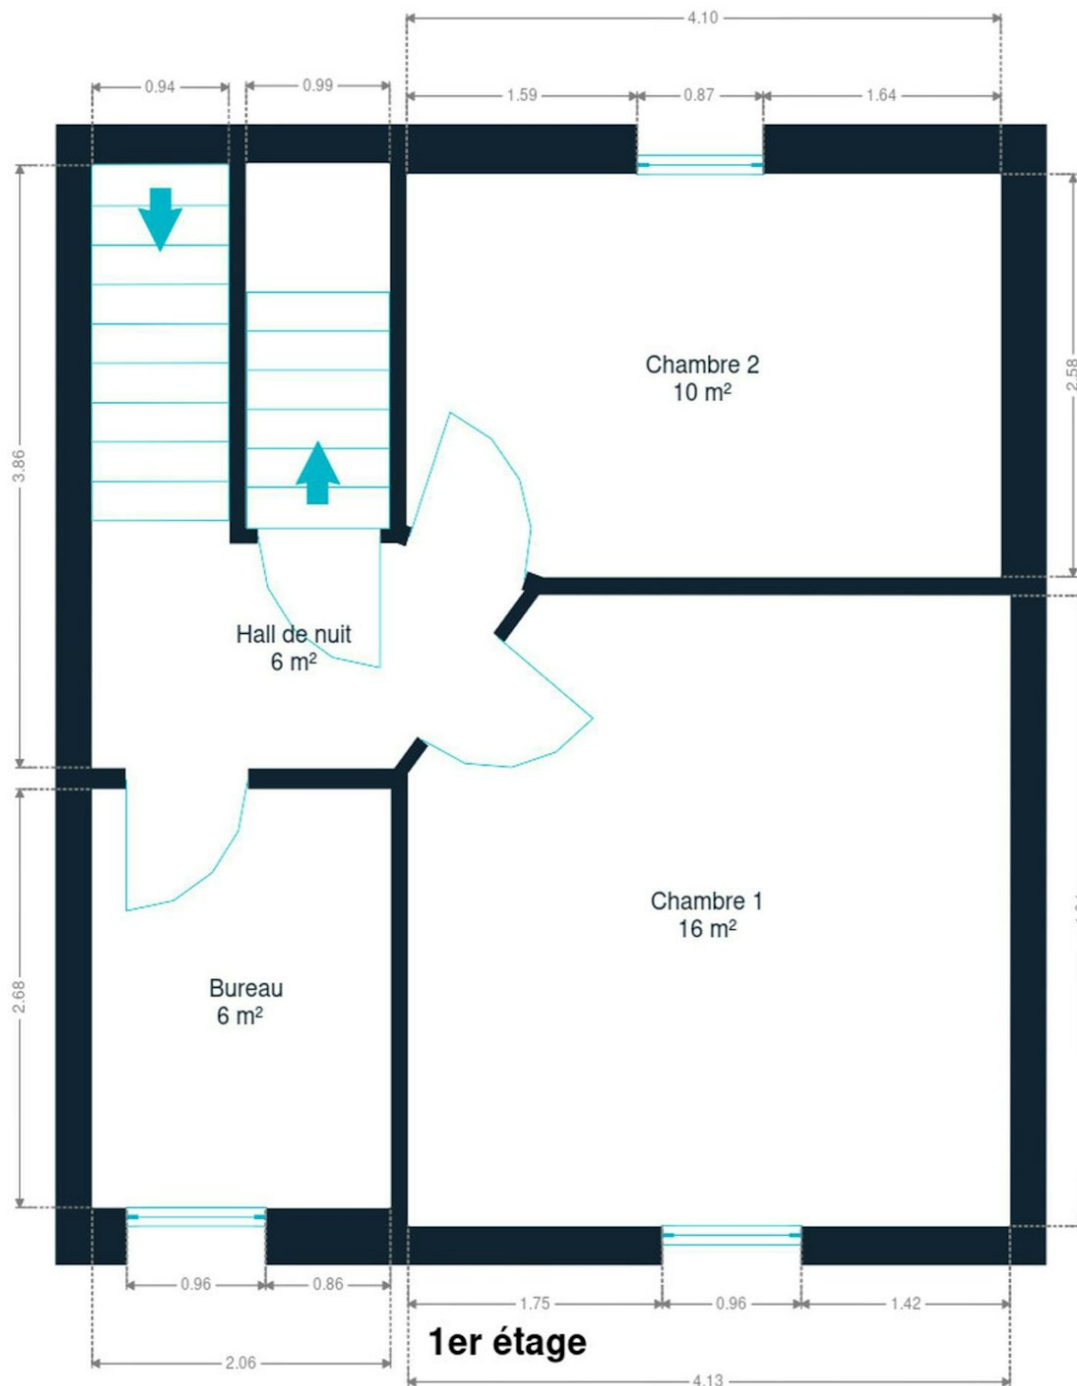 4.10
0.94
0.99
1.59
0.87
1.64
2.58
3.86
Chambre 2
10 m²
Hall de nuit
6 m²
Chambre 1
16 m²
Bureau
6 m²
2.68
0.96
0.86
1.75
0.96
1.42
1er étage
2.06
4.13